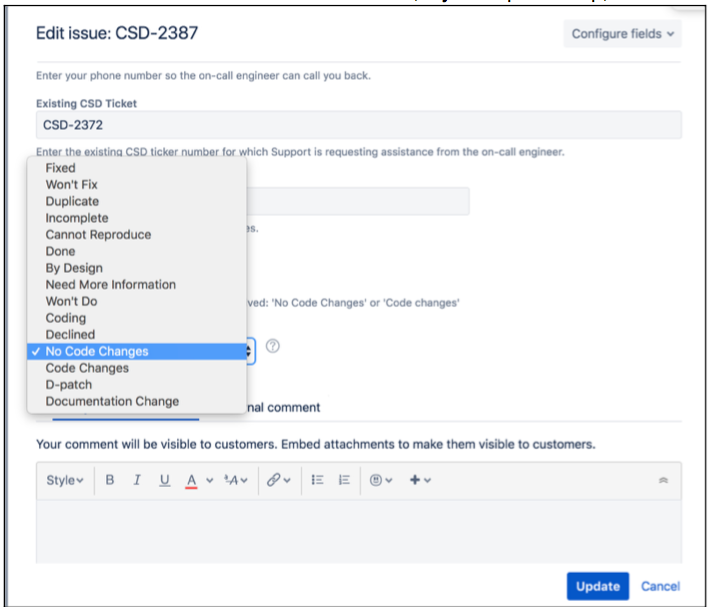 Edit issue: CSD-2387
Configure fields
Enter your phone number so the on-call engineer can call you back.
Existing CSD Ticket
CSD-2372
Enter the existing CSD ticker number for which Support is requesting assistance from the on-call engineer.
Fixed
Won't Fix
Duplicate
Incomplete
Cannot Reproduce
Done
By Design
Need More Information
Won't Do
Coding
Declined
✓ No Code Changes
Code Changes
D-patch
Documentation Change
es.
ved: 'No Code Changes' or 'Code changes'
nal comment
Your comment will be visible to customers. Embed attachments to make them visible to customers.
Style B I U A A
Update Cancel